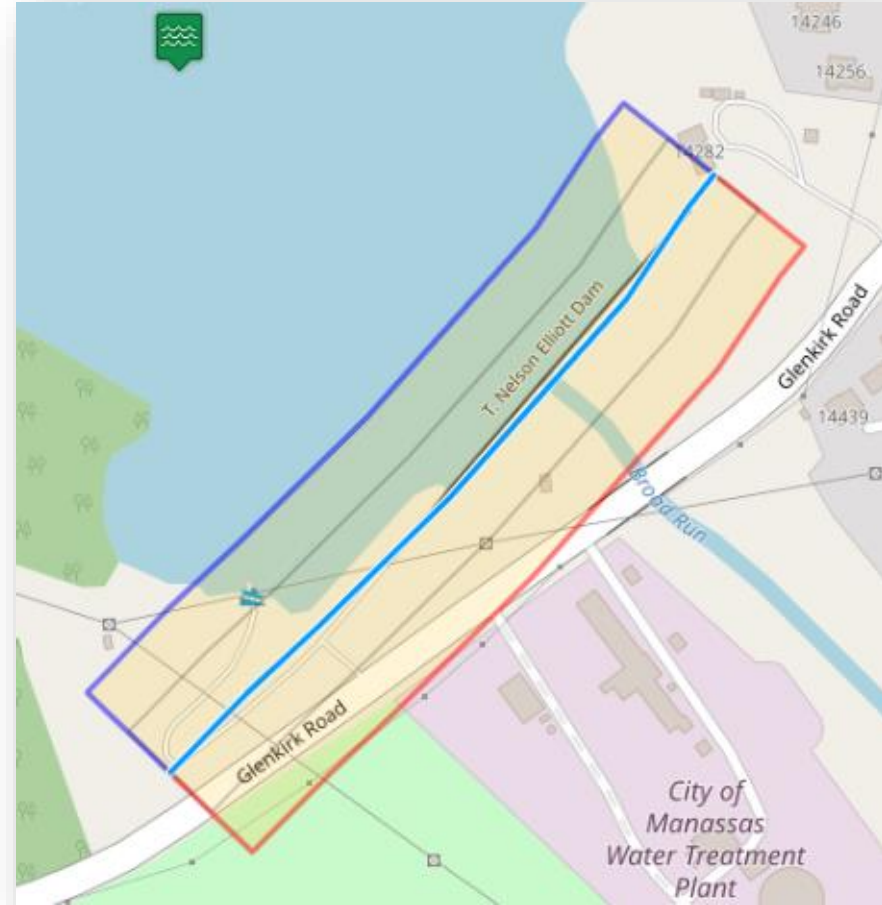 14246
14256
14282
T. Nelson Elliott Dam
Glenkirk Road
14439
Broad Run
Glenkirk Road
City of
Manassas
Water Treatment
Plant